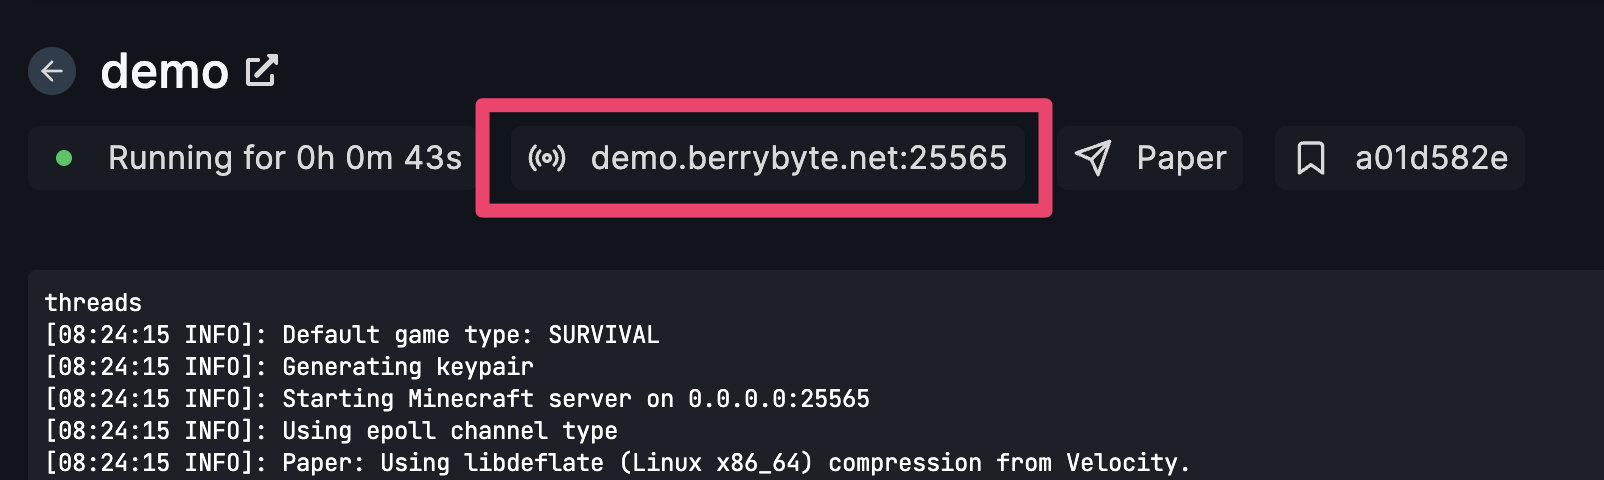 demo
Running for 0h 0m 43s demo.berrybyte.net:25565 Paper a01d582e
threads
[08:24:15 INFO]: Default game type: SURVIVAL
[08:24:15 INFO]: Generating keypair
[08:24:15 INFO]: Starting Minecraft server on 0.0.0.0:25565
[08:24:15 INFO]: Using epoll channel type
[08:24:15 INFO]: Paper: Using libdeflate (Linux x86_64) compression from Velocity.